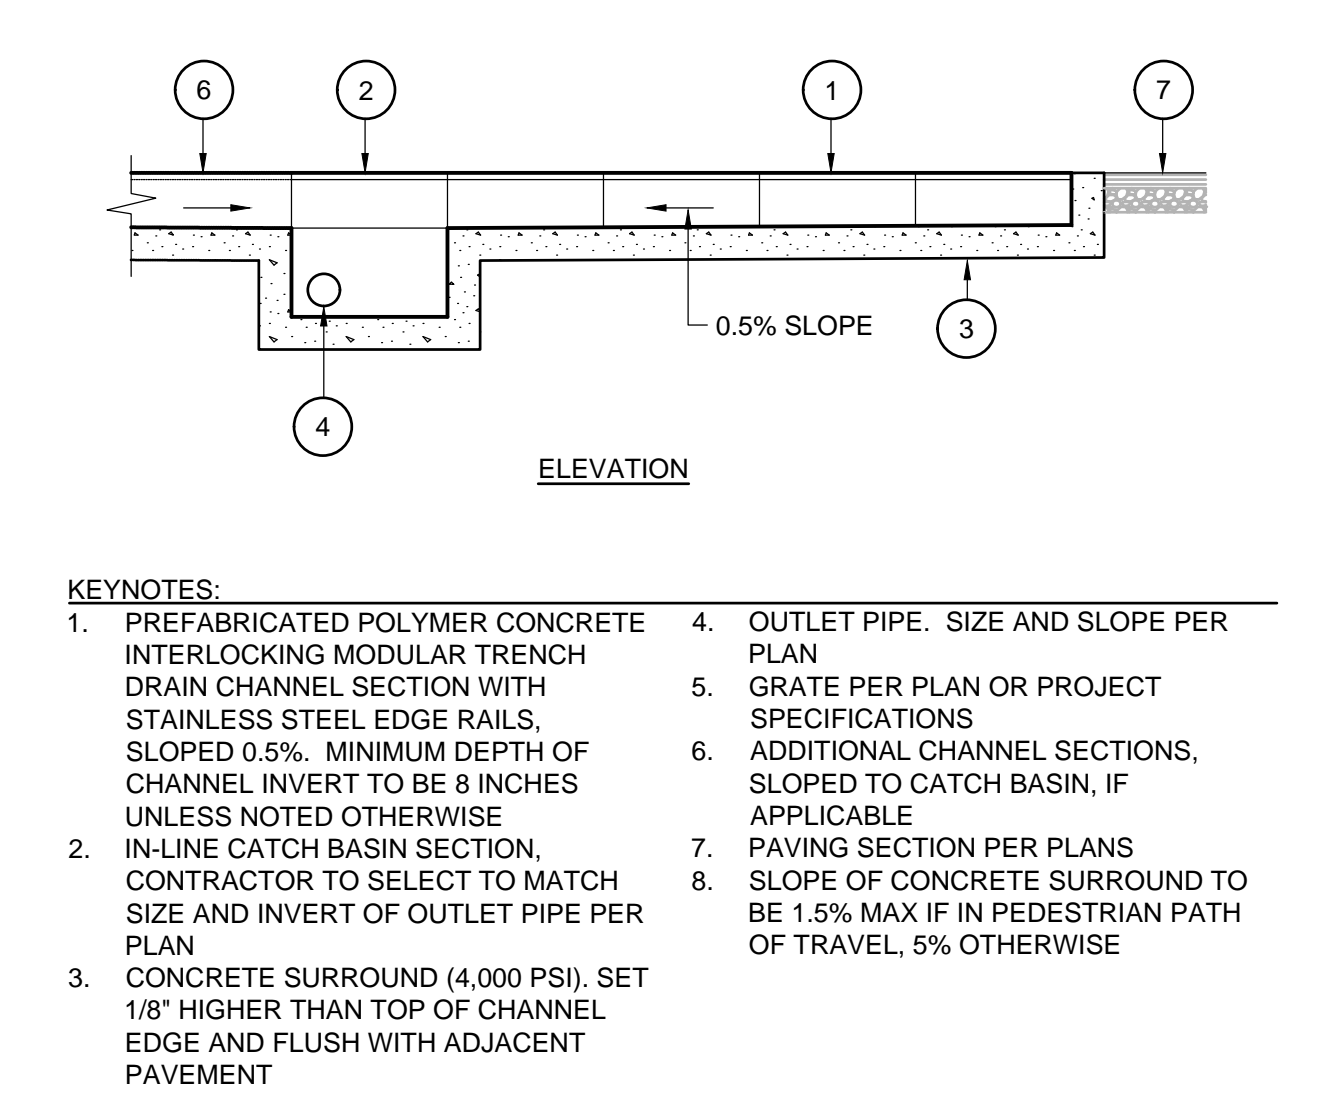 6
2
1
7
0.5% SLOPE
3
4
ELEVATION
KEYNOTES:
1. PREFABRICATED POLYMER CONCRETE
INTERLOCKING MODULAR TRENCH
DRAIN CHANNEL SECTION WITH
STAINLESS STEEL EDGE RAILS,
SLOPED 0.5%. MINIMUM DEPTH OF
CHANNEL INVERT TO BE 8 INCHES
UNLESS NOTED OTHERWISE
2. IN-LINE CATCH BASIN SECTION,
CONTRACTOR TO SELECT TO MATCH
SIZE AND INVERT OF OUTLET PIPE PER
PLAN
3. CONCRETE SURROUND (4,000 PSI). SET
1/8" HIGHER THAN TOP OF CHANNEL
EDGE AND FLUSH WITH ADJACENT
PAVEMENT
4. OUTLET PIPE. SIZE AND SLOPE PER
PLAN
5. GRATE PER PLAN OR PROJECT
SPECIFICATIONS
6. ADDITIONAL CHANNEL SECTIONS,
SLOPED TO CATCH BASIN, IF
APPLICABLE
7. PAVING SECTION PER PLANS
8. SLOPE OF CONCRETE SURROUND TO
BE 1.5% MAX IF IN PEDESTRIAN PATH
OF TRAVEL, 5% OTHERWISE